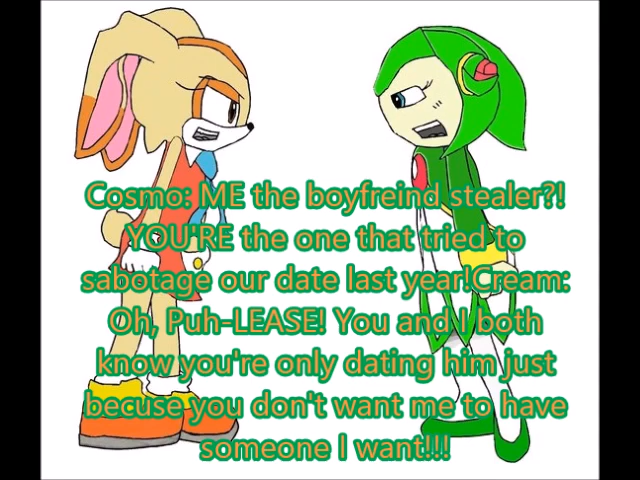 Cosmo: ME the boyfreind stealer?!
YOU'RE the one that tried to
sabotage our date last year!Cream:
Oh, Puh-LEASE! You and I both
know you're only dating him just
becuse you don't want me to have
someone I want!!!